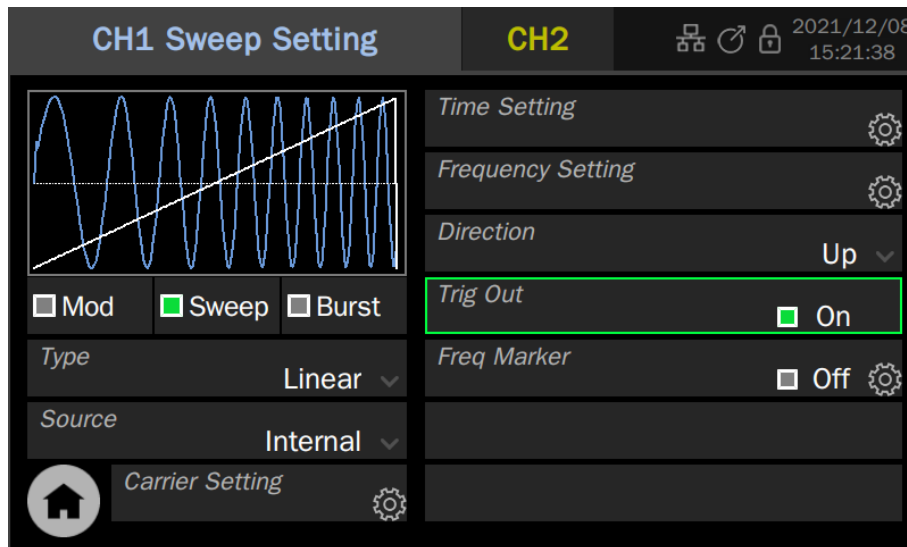 CH1 Sweep Setting
CH2
2021/12/08
15:21:38
Time Setting
Frequency Setting
Direction
Up
Mod
Sweep
Burst
Trig Out
On
Type
Linear
Freq Marker
Off
Source
Internal
Carrier Setting